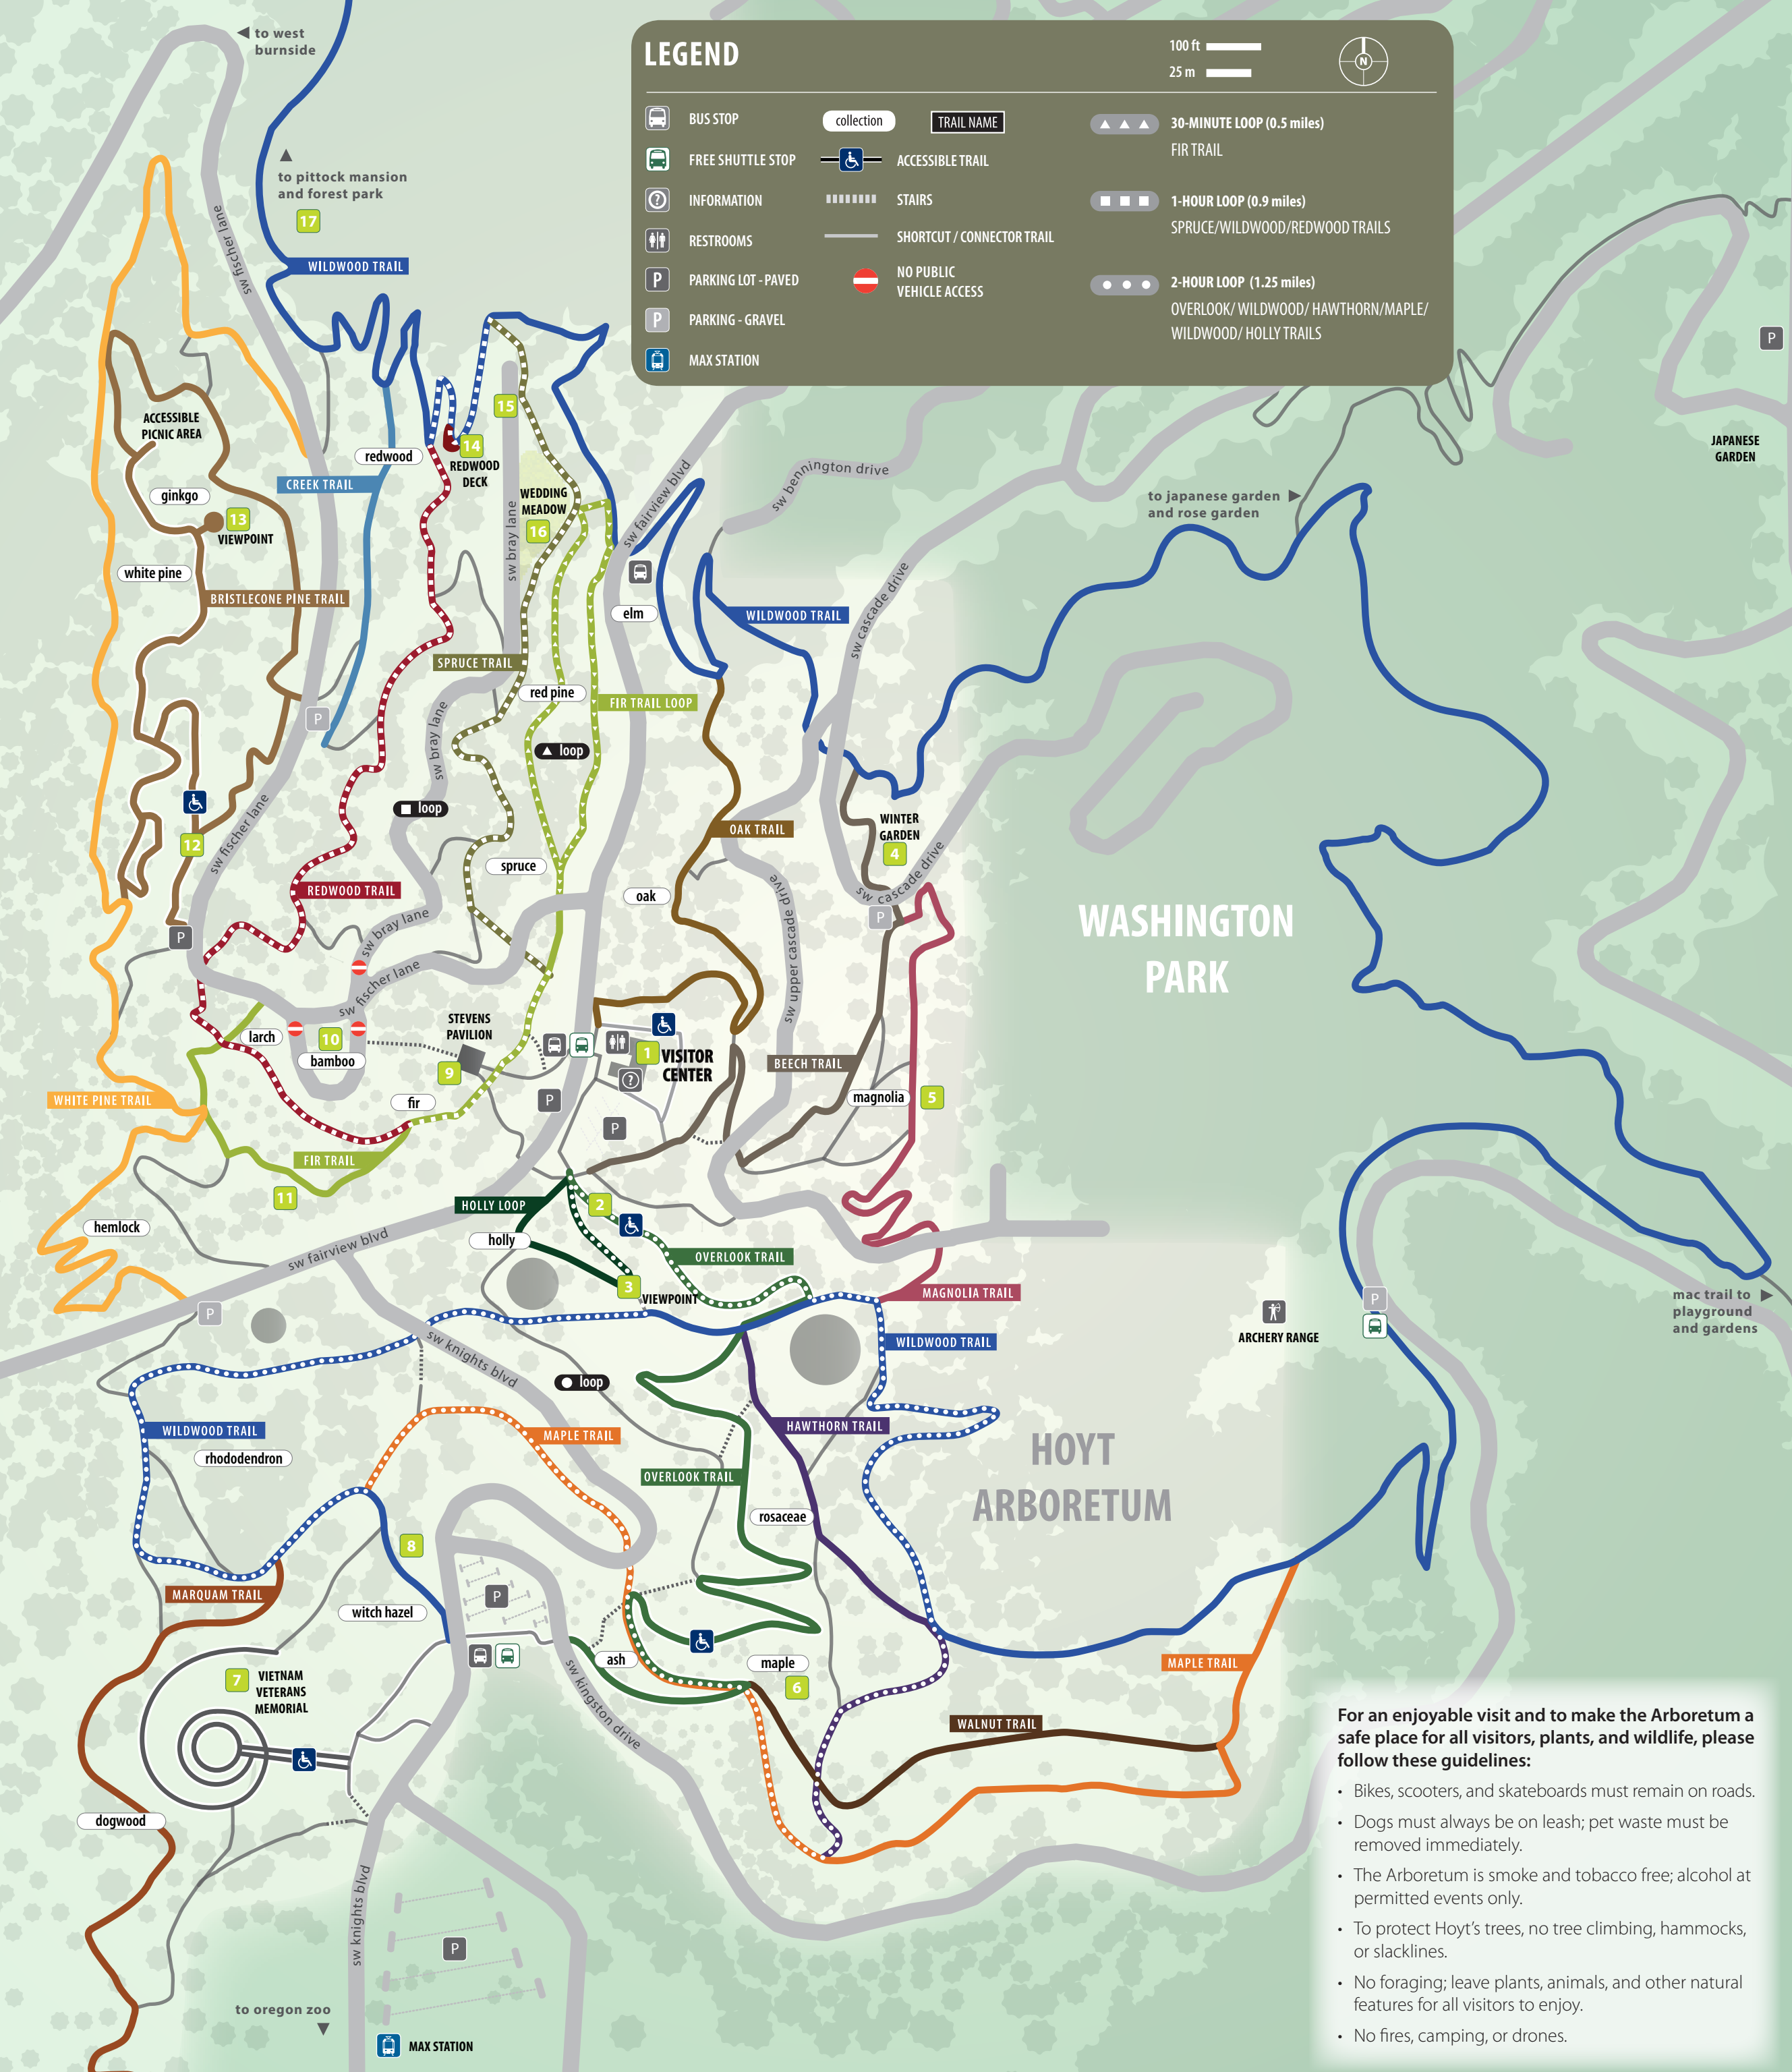 to west
burnside
to pittock mansion
and forest park
17
WILDWOOD TRAIL
sw fischer lane
LEGEND
100 ft
25 m
N
BUS STOP
FREE SHUTTLE STOP
INFORMATION
RESTROOMS
P
PARKING LOT - PAVED
P
PARKING - GRAVEL
MAX STATION
collection
TRAIL NAME
ACCESSIBLE TRAIL
STAIRS
SHORTCUT / CONNECTOR TRAIL
NO PUBLIC
VEHICLE ACCESS
30-MINUTE LOOP (0.5 miles)
FIR TRAIL
1-HOUR LOOP (0.9 miles)
SPRUCE/WILDWOOD/REDWOOD TRAILS
2-HOUR LOOP (1.25 miles)
OVERLOOK/ WILDWOOD/ HAWTHORN/MAPLE/
WILDWOOD/ HOLLY TRAILS
P
JAPANESE
GARDEN
ACCESSIBLE
PICNIC AREA
redwood
CREEK TRAIL
ginkgo
13
VIEWPOINT
white pine
BRISTLECONE PINE TRAIL
15
14
REDWOOD
DECK
WEDDING
MEADOW
16
sw bray lane
sw fairview blvd
sw bennington drive
to japanese garden
and rose garden
elm
WILDWOOD TRAIL
sw cascade drive
SPRUCE TRAIL
red pine
FIR TRAIL LOOP
P
sw bray lane
loop
loop
12
sw fischer lane
REDWOOD TRAIL
spruce
OAK TRAIL
oak
WINTER
GARDEN
4
sw cascade drive
P
sw upper cascade drive
WASHINGTON
PARK
P
sw bray lane
sw fischer lane
larch
10
bamboo
STEVENS
PAVILION
9
fir
1
VISITOR
CENTER
P
P
BEECH TRAIL
magnolia
5
WHITE PINE TRAIL
FIR TRAIL
11
hemlock
HOLLY LOOP
2
holly
OVERLOOK TRAIL
3
VIEWPOINT
MAGNOLIA TRAIL
sw fairview blvd
P
sw knights blvd
WILDWOOD TRAIL
ARCHERY RANGE
P
mac trail to
playground
and gardens
loop
WILDWOOD TRAIL
rhododendron
MAPLE TRAIL
HAWTHORN TRAIL
OVERLOOK TRAIL
rosaceae
HOYT
ARBORETUM
8
MARQUAM TRAIL
witch hazel
P
ash
maple
6
MAPLE TRAIL
7
VIETNAM
VETERANS
MEMORIAL
sw kingston drive
WALNUT TRAIL
dogwood
sw knights blvd
P
to oregon zoo
MAX STATION
For an enjoyable visit and to make the Arboretum a
safe place for all visitors, plants, and wildlife, please
follow these guidelines:
• Bikes, scooters, and skateboards must remain on roads.
• Dogs must always be on leash; pet waste must be
removed immediately.
• The Arboretum is smoke and tobacco free; alcohol at
permitted events only.
• To protect Hoyt's trees, no tree climbing, hammocks,
or slacklines.
• No foraging; leave plants, animals, and other natural
features for all visitors to enjoy.
• No fires, camping, or drones.